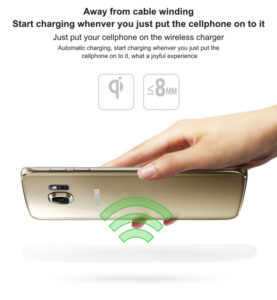 Away from cable winding
Start charging whenver you just put the cellphone on to it
Just put your cellphone on the wireless charger
Automatic charging, start charging whenver you just put the
cellphone on to it, what a joyful experience
qi
≤8MM